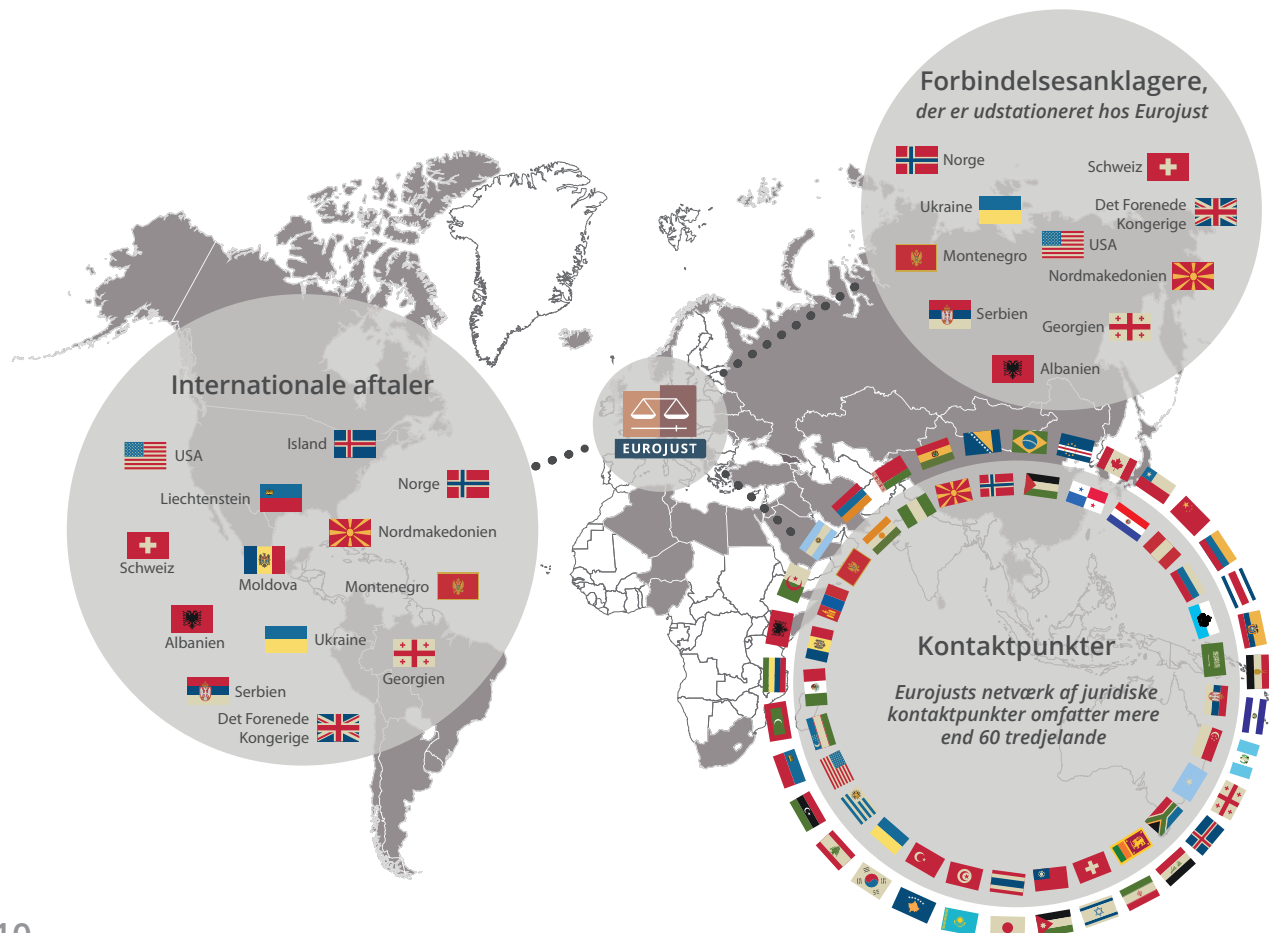 Forbindelsesanklagere,
der er udstationeret hos Eurojust
Norge
Schweiz
Ukraine
Det Forenede
Kongerige
USA
Montenegro
Nordmakedonien
Serbien
Georgien
Albanien
Internationale aftaler
USA
Island
Norge
Liechtenstein
Nordmakedonien
Schweiz
Moldova
Montenegro
Albanien
Ukraine
Georgien
Serbien
Det Forenede
Kongerige
EUROJUST
Kontaktpunkter
Eurojusts netværk af juridiske
kontaktpunkter omfatter mere
end 60 tredjelande